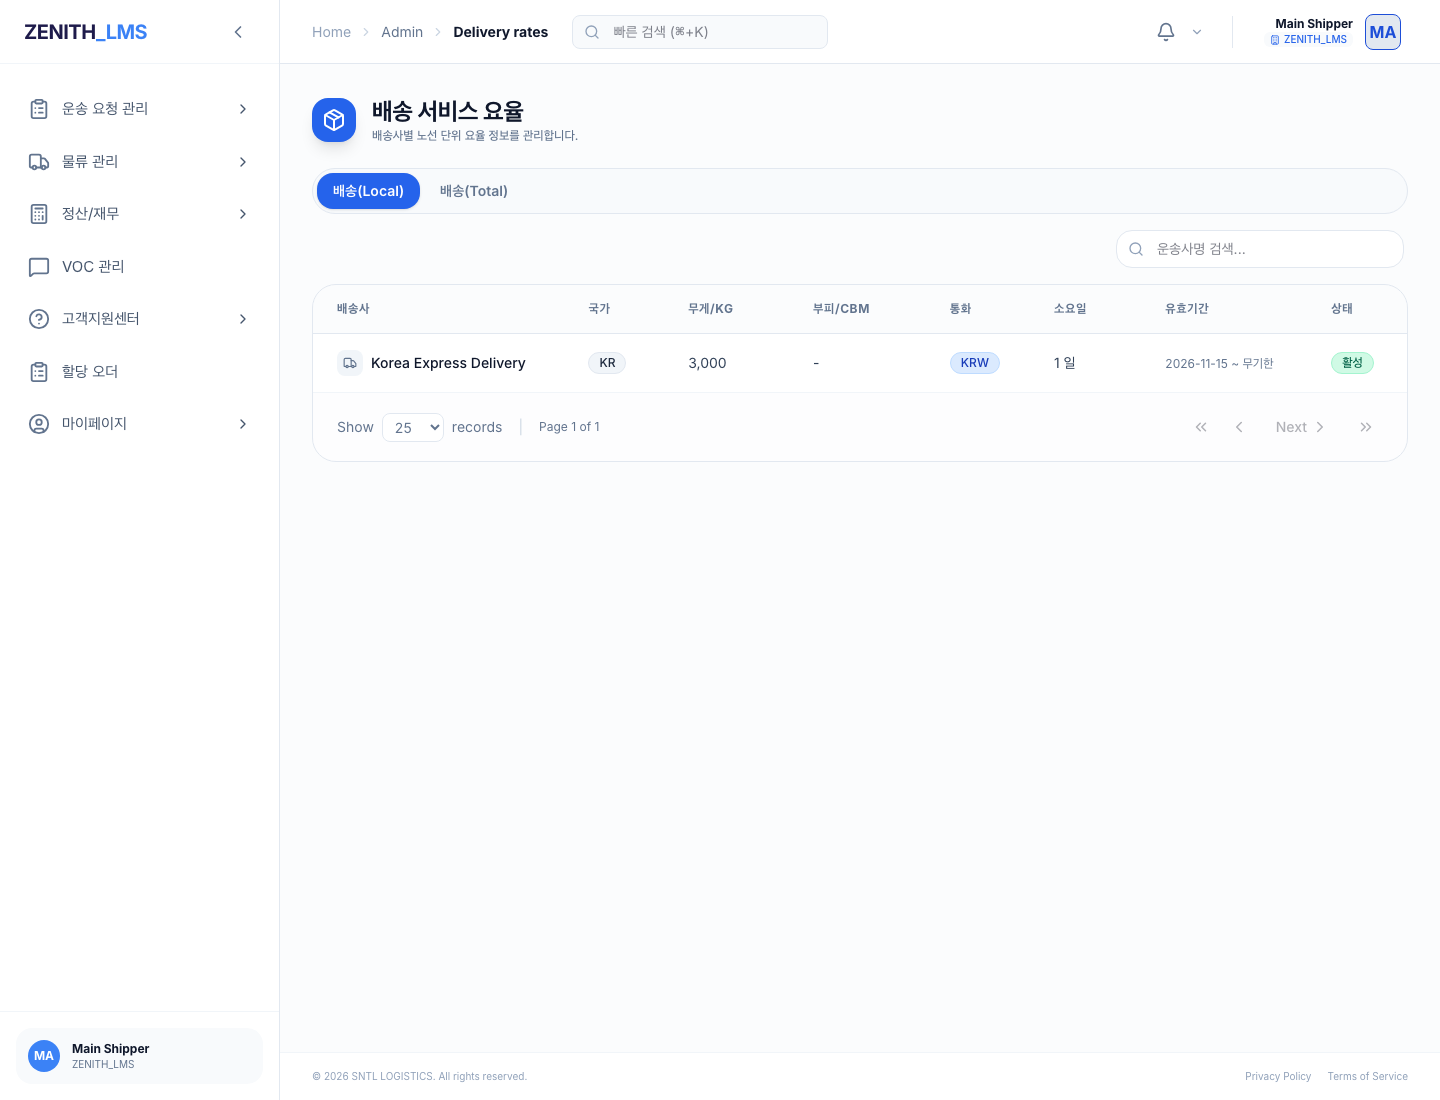 ZENITH_LMS
Home
Admin
Delivery rates
빠른 검색 (⌘+K)
Main Shipper
ZENITH_LMS
MA
운송 요청 관리
물류 관리
정산/재무
VOC 관리
고객지원센터
할당 오더
마이페이지
배송 서비스 요율
배송사별 노선 단위 요율 정보를 관리합니다.
배송(Local)
배송(Total)
운송사명 검색...
배송사 국가 무게/KG 부피/CBM 통화 소요일 유효기간 상태
Korea Express Delivery KR 3,000 - KRW 1 일 2026-11-15 ~ 무기한 활성
Show 25 records Page 1 of 1 Next
MA
Main Shipper
ZENITH_LMS
© 2026 SNTL LOGISTICS. All rights reserved.
Privacy Policy
Terms of Service